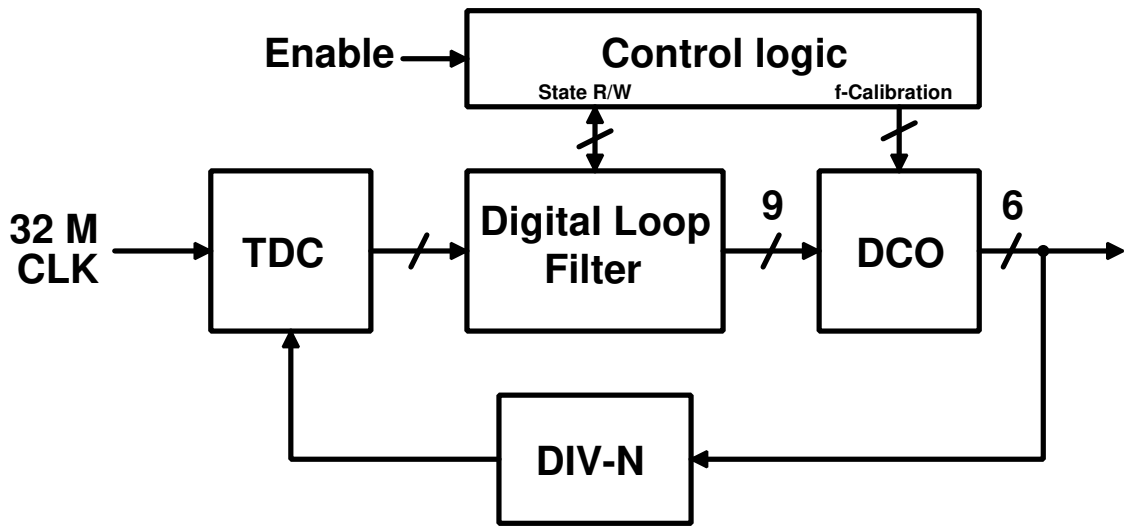 Enable
Control logic
State R/W
f-Calibration
32 M
CLK
TDC
Digital Loop
Filter
9
DCO
6
DIV-N